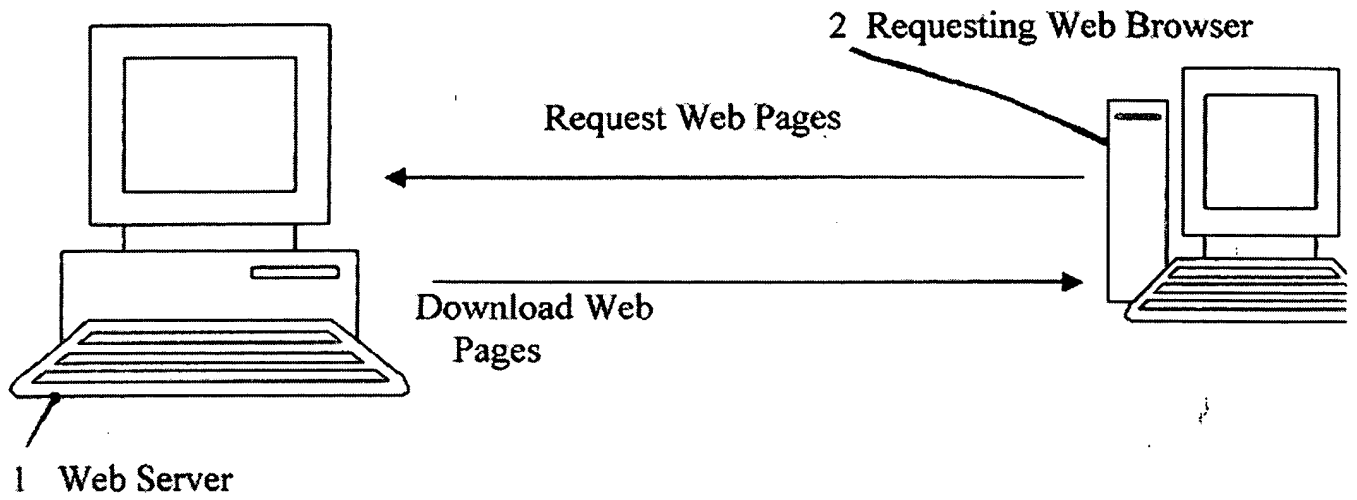 2 Requesting Web Browser
Request Web Pages
Download Web
Pages
1 Web Server